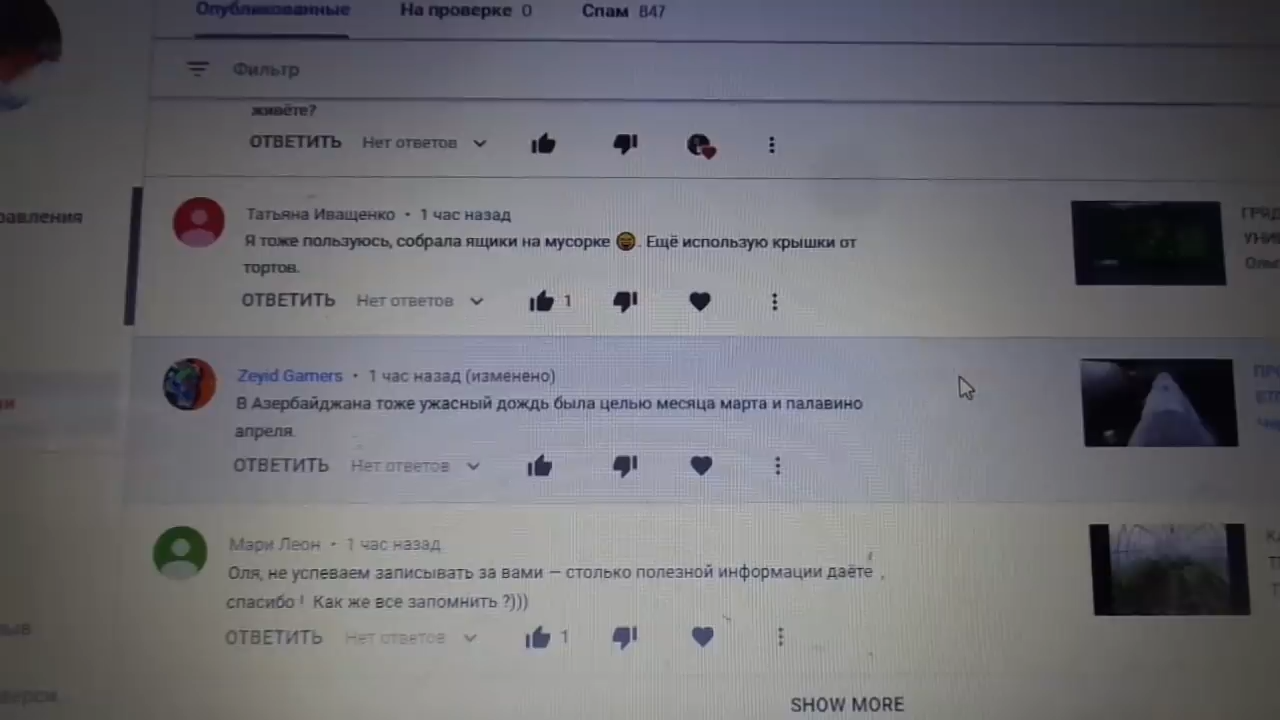 Опубликованные На проверке 0 Спам 847
Фильтр
живёте?
ОТВЕТИТЬ Нет ответов
Татьяна Иващенко • 1 час назад
Я тоже пользуюсь, собрала ящики на мусорке 😄. Ещё использую крышки от
тортов.
ОТВЕТИТЬ Нет ответов 1
Zeyid Gamers • 1 час назад (изменено)
В Азербайджана тоже ужасный дождь была целью месяца марта и палавино
апреля.
ОТВЕТИТЬ Нет ответов
Мари Леон • 1 час назад
Оля, не успеваем записывать за вами — столько полезной информации даёте ,
спасибо ! Как же все запомнить ?)))
ОТВЕТИТЬ Нет ответов 1
SHOW MORE